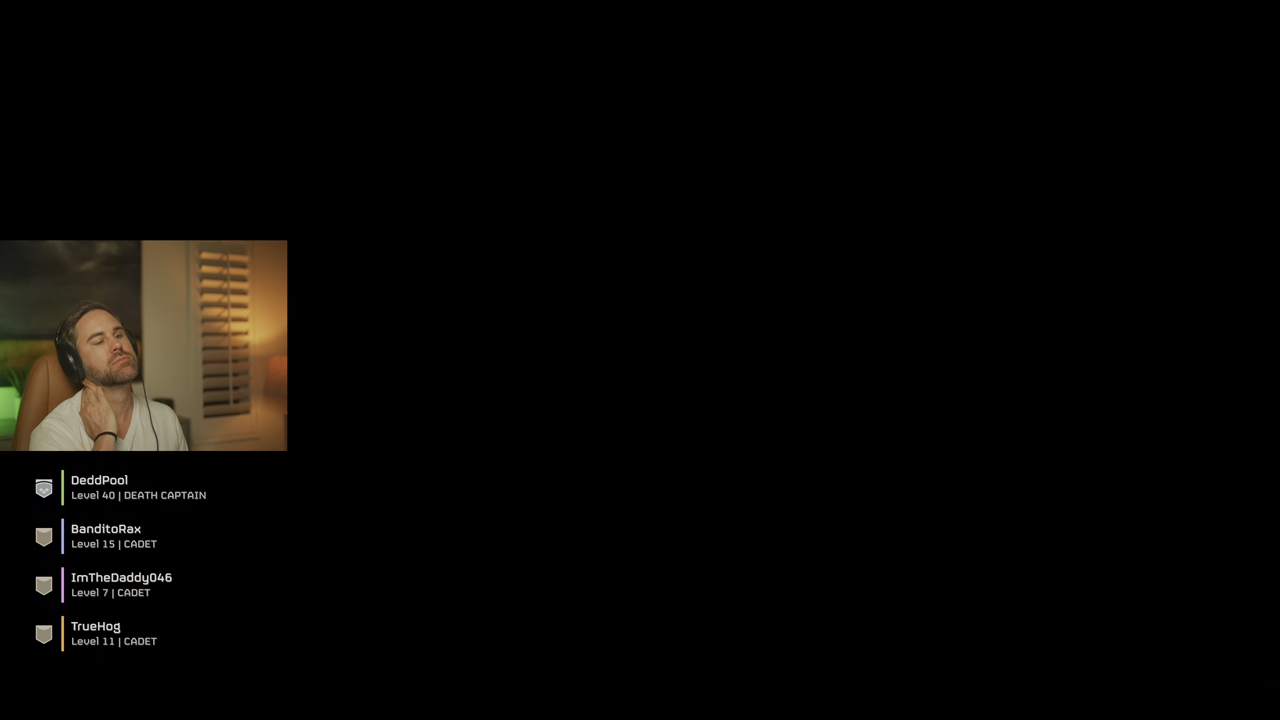 DeddPool
Level 40 | DEATH CAPTAIN
BanditoRax
Level 15 | CADET
ImTheDaddy046
Level 7 | CADET
TrueHog
Level 11 | CADET